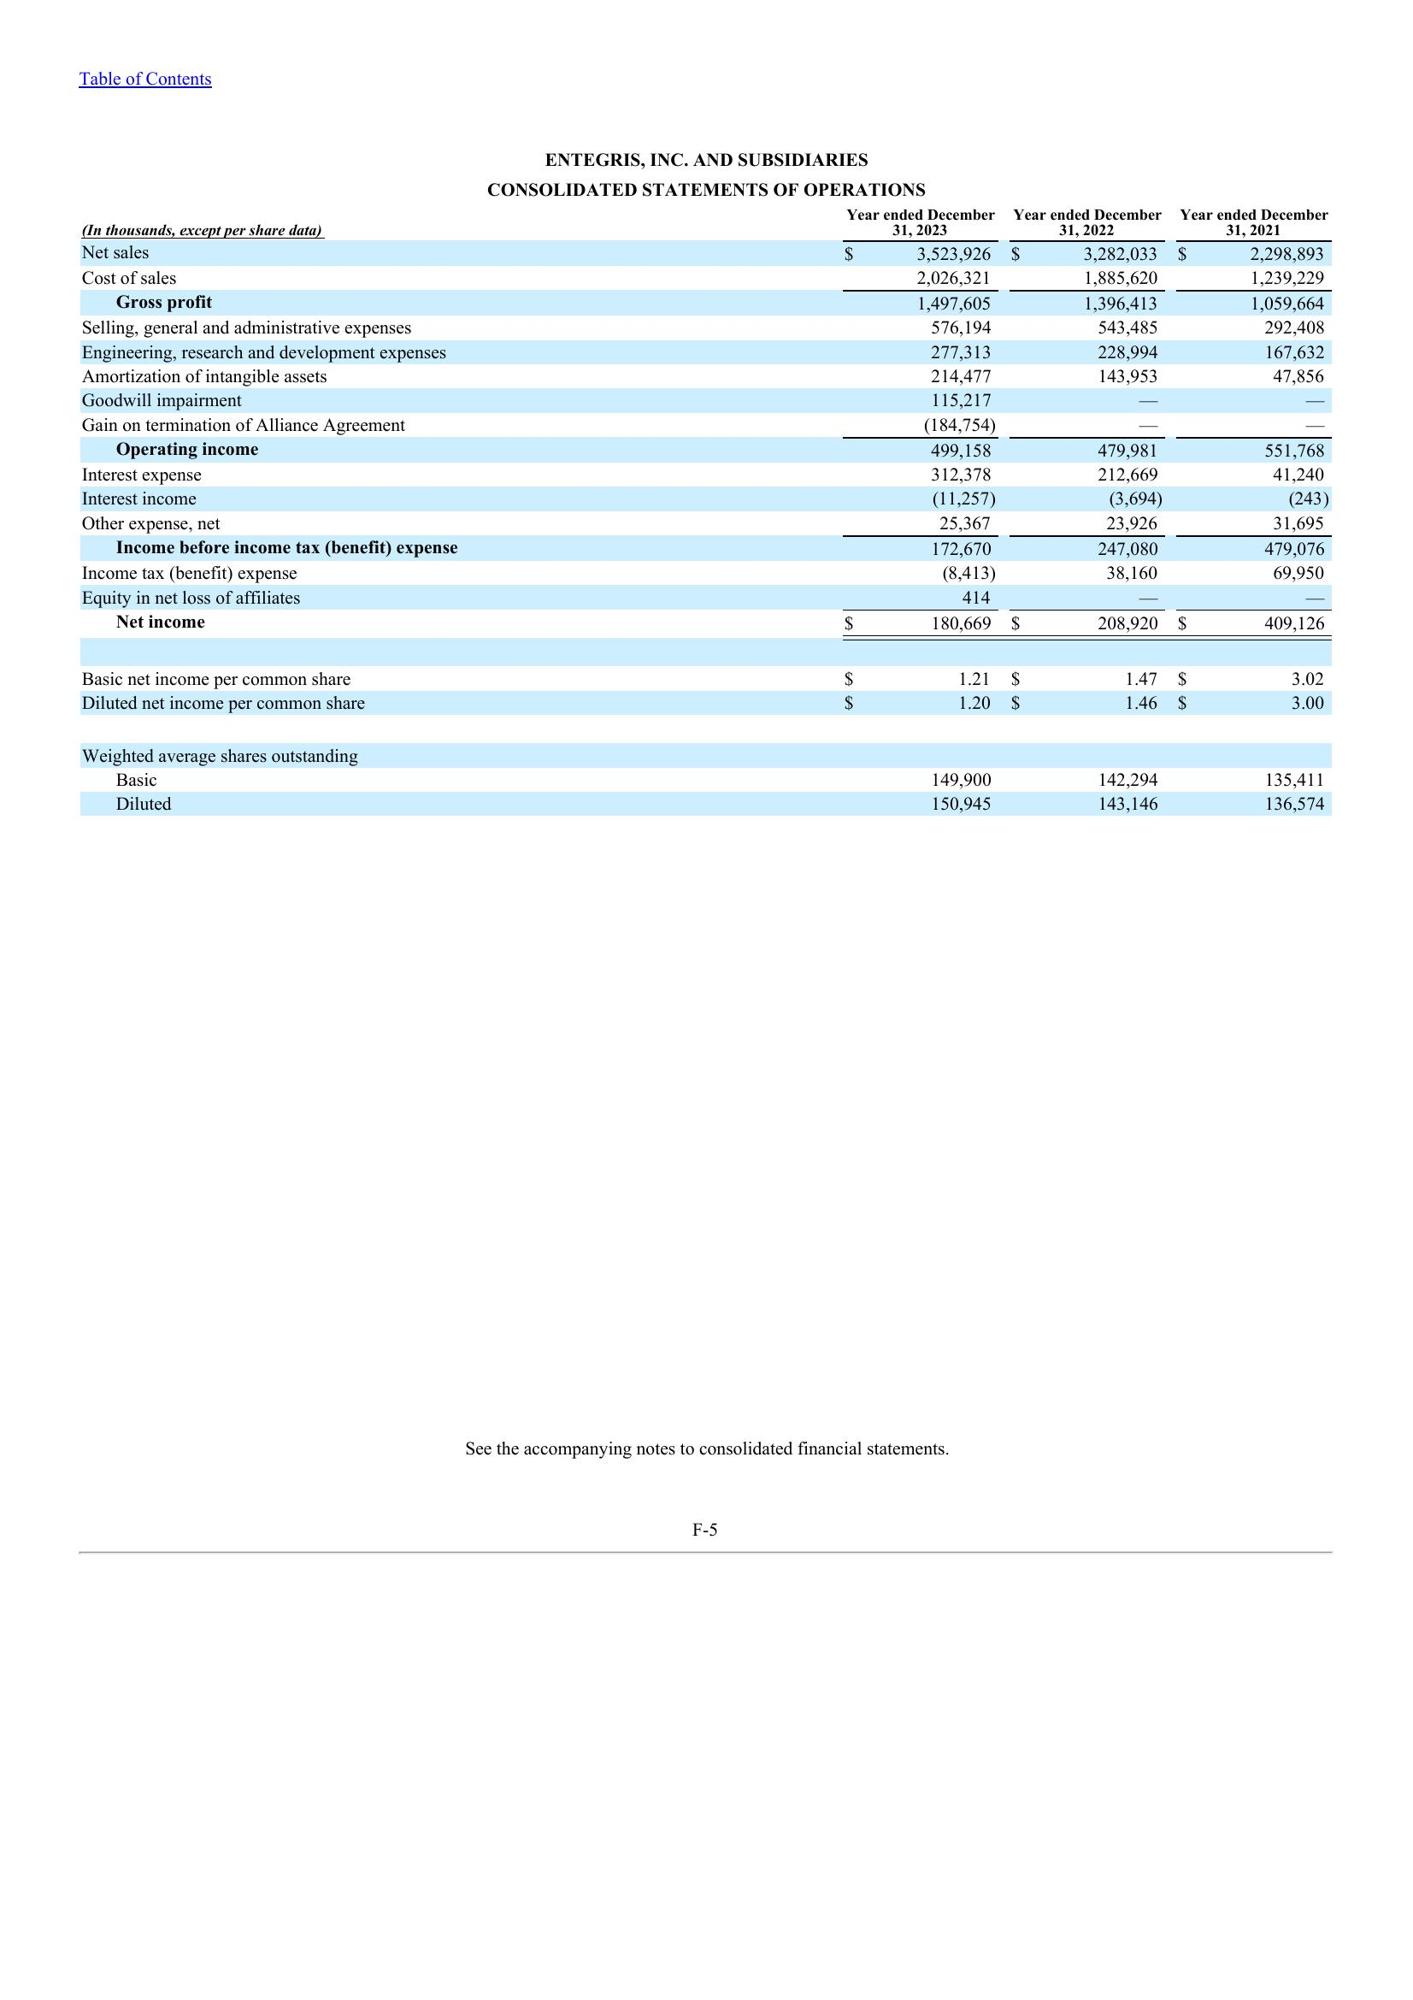 Table of Contents
ENTEGRIS, INC. AND SUBSIDIARIES
CONSOLIDATED STATEMENTS OF OPERATIONS
(In thousands, except per share data) Year ended December 31, 2023 Year ended December 31, 2022 Year ended December 31, 2021
Net sales $ 3,523,926 $ 3,282,033 $ 2,298,893
Cost of sales 2,026,321 1,885,620 1,239,229
Gross profit 1,497,605 1,396,413 1,059,664
Selling, general and administrative expenses 576,194 543,485 292,408
Engineering, research and development expenses 277,313 228,994 167,632
Amortization of intangible assets 214,477 143,953 47,856
Goodwill impairment 115,217 — —
Gain on termination of Alliance Agreement (184,754) — —
Operating income 499,158 479,981 551,768
Interest expense 312,378 212,669 41,240
Interest income (11,257) (3,694) (243)
Other expense, net 25,367 23,926 31,695
Income before income tax (benefit) expense 172,670 247,080 479,076
Income tax (benefit) expense (8,413) 38,160 69,950
Equity in net loss of affiliates 414 — —
Net income $ 180,669 $ 208,920 $ 409,126
Basic net income per common share $ 1.21 $ 1.47 $ 3.02
Diluted net income per common share $ 1.20 $ 1.46 $ 3.00
Weighted average shares outstanding
Basic 149,900 142,294 135,411
Diluted 150,945 143,146 136,574
See the accompanying notes to consolidated financial statements.
F-5